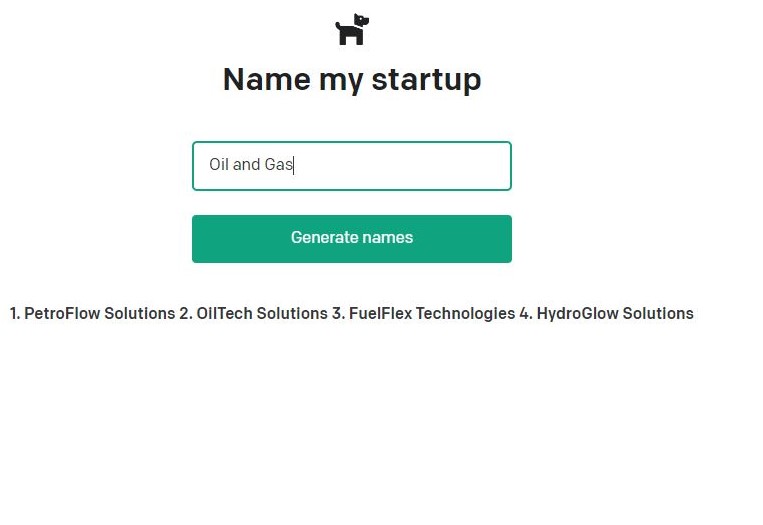 Name my startup
Oil and Gas
Generate names
1. PetroFlow Solutions 2. OilTech Solutions 3. FuelFlex Technologies 4. HydroGlow Solutions